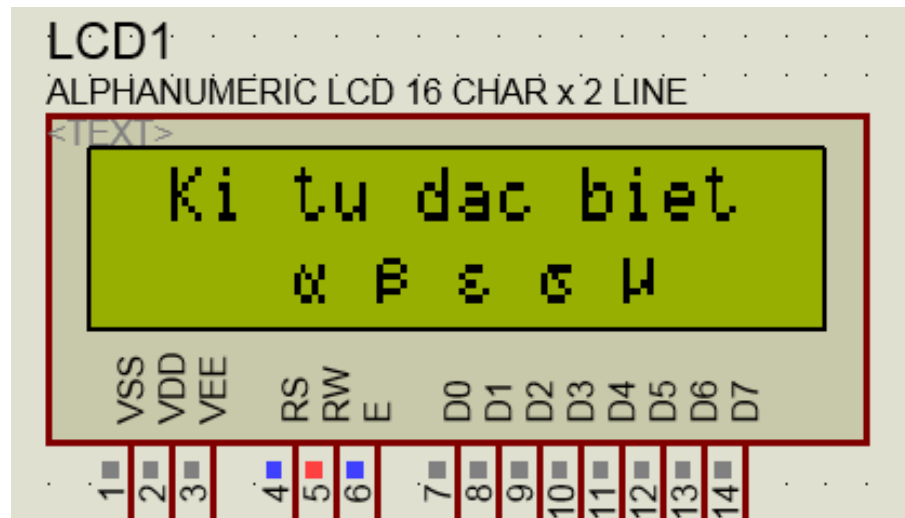 LCD1
ALPHANUMERIC LCD 16 CHAR x 2 LINE
<TEXT>
Ki tu dac biet
α β ε σ μ
VSS VDD VEE RS RW E D0 D1 D2 D3 D4 D5 D6 D7
1 2 3 4 5 6 7 8 9 10 11 12 13 14